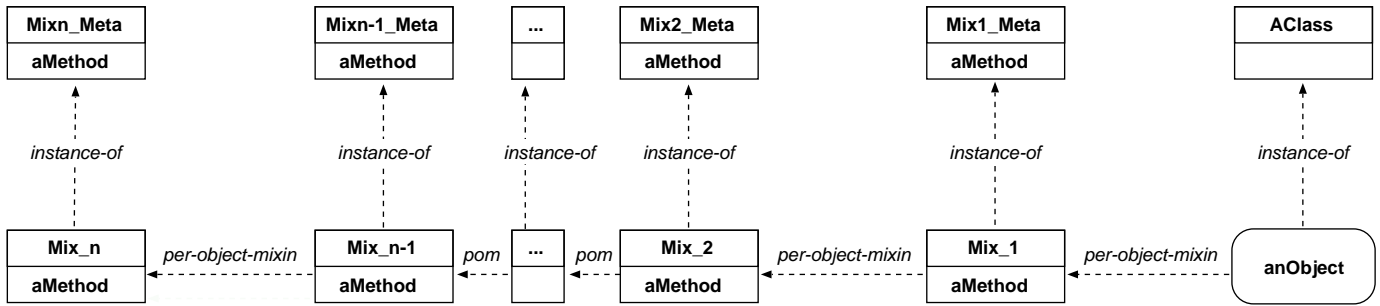 Mixn_Meta Mixn-1_Meta ... Mix2_Meta Mix1_Meta AClass
aMethod aMethod aMethod aMethod
instance-of instance-of instance-of instance-of instance-of instance-of
Mix_n per-object-mixin Mix_n-1 pom ... pom Mix_2 per-object-mixin Mix_1 per-object-mixin anObject
aMethod aMethod aMethod aMethod